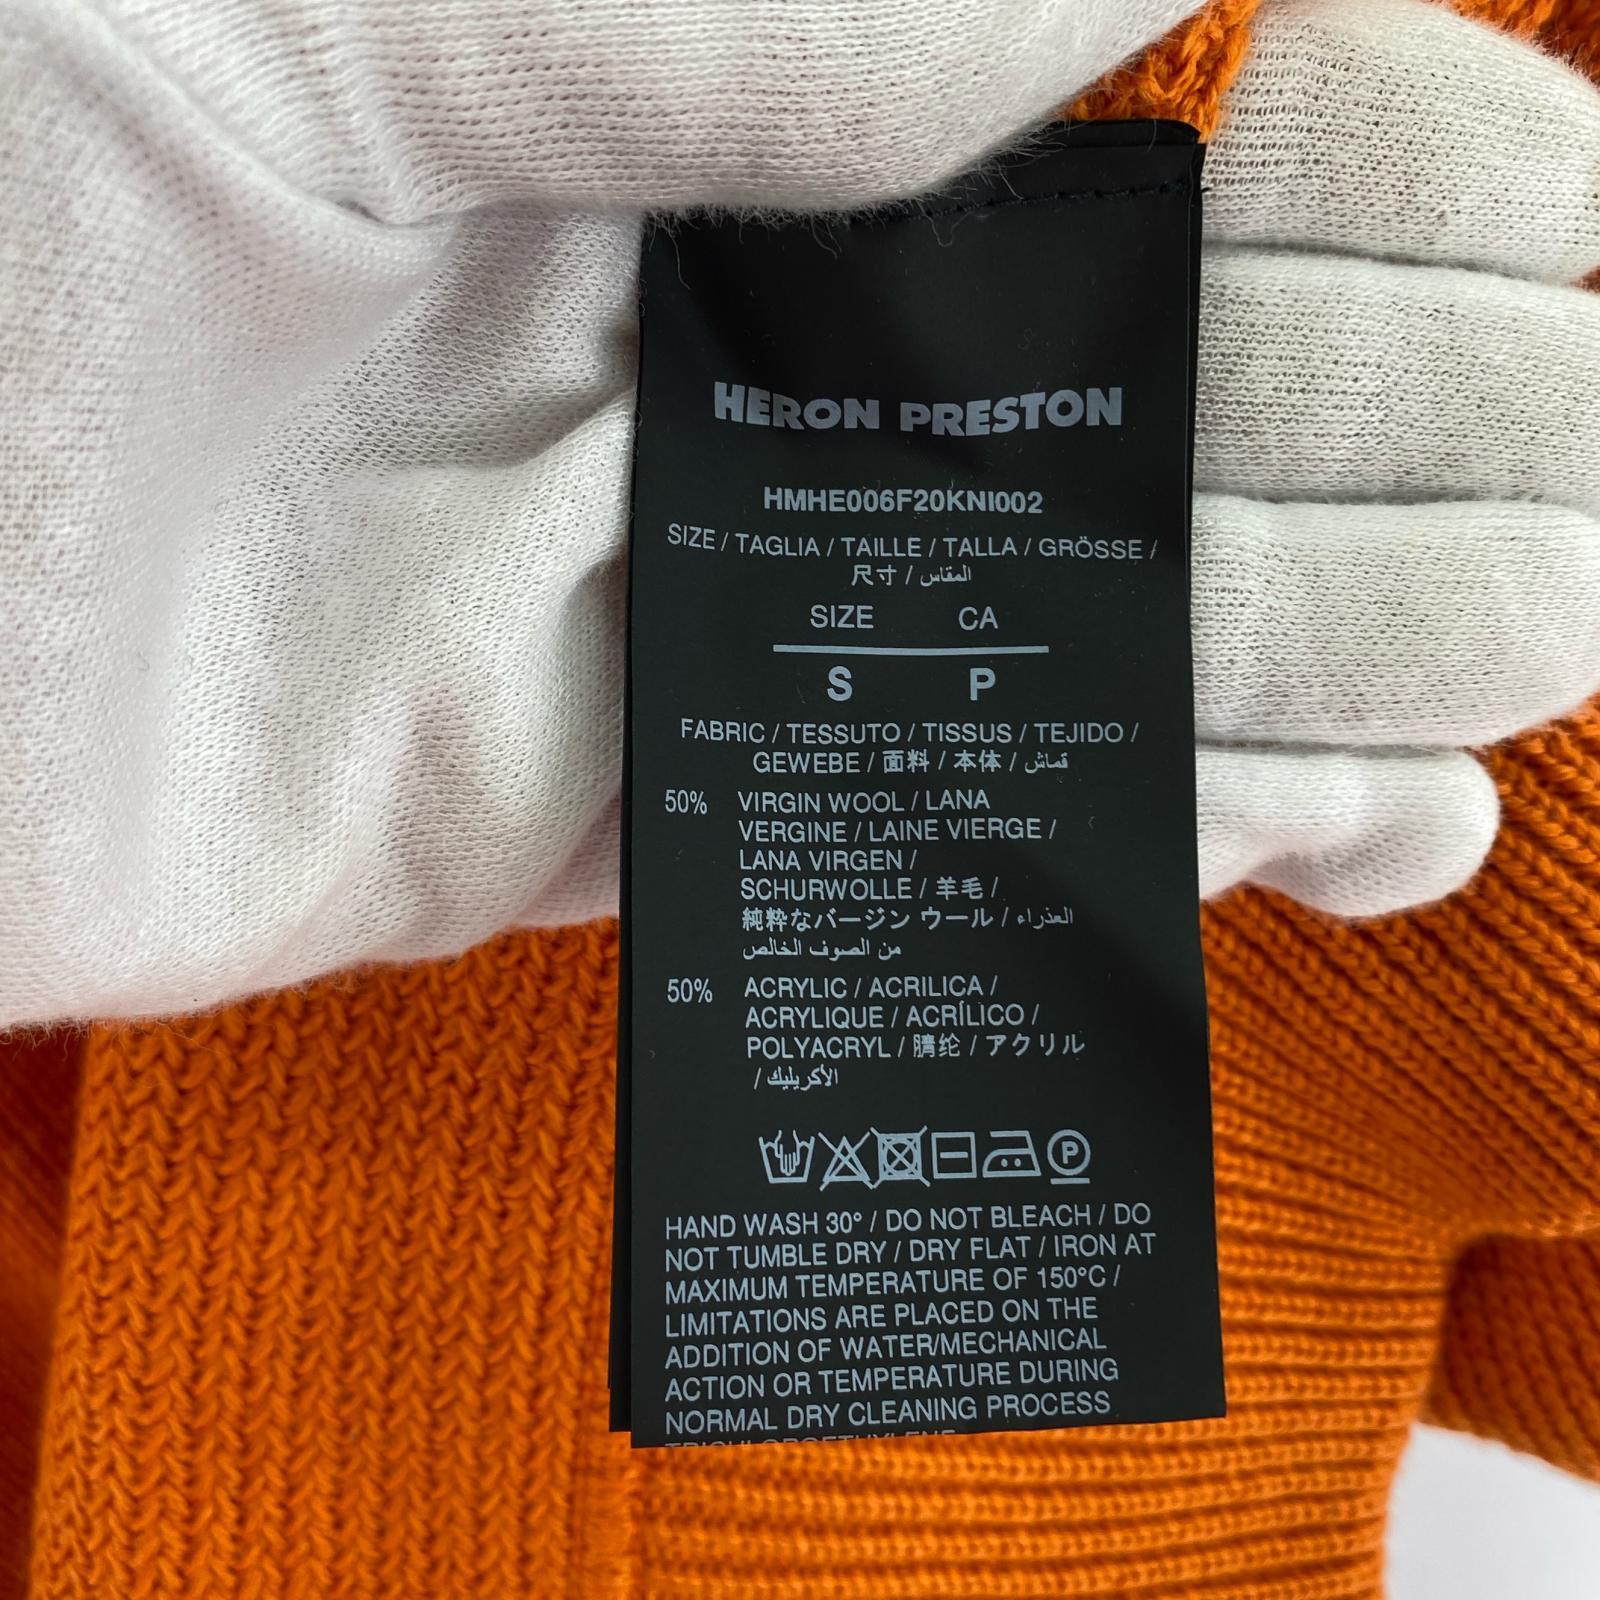 HERON PRESTON
HMHE006F20KNI002
SIZE / TAGLIA / TAILLE / TALLA / GRÖSSE /
尺寸 / المقاس
SIZE CA
S P
FABRIC / TESSUTO / TISSUS / TEJIDO /
GEWEBE / 面料 / 本体 / قماش
50% VIRGIN WOOL / LANA
VERGINE / LAINE VIERGE /
LANA VIRGEN /
SCHURWOLLE / 羊毛 /
純粋なバージン ウール / العذراء
من الصوف الخالص
50% ACRYLIC / ACRILICA /
ACRYLIQUE / ACRÍLICO /
POLYACRYL / 腈纶 / アクリル
/ الأكريليك
P
HAND WASH 30° / DO NOT BLEACH / DO
NOT TUMBLE DRY / DRY FLAT / IRON AT
MAXIMUM TEMPERATURE OF 150°C /
LIMITATIONS ARE PLACED ON THE
ADDITION OF WATER/MECHANICAL
ACTION OR TEMPERATURE DURING
NORMAL DRY CLEANING PROCESS